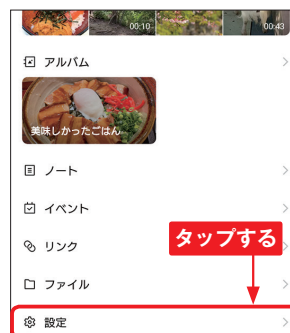 00:10
00:43
アルバム
美味しかったごはん
ノート
イベント
リンク
タップする
ファイル
設定